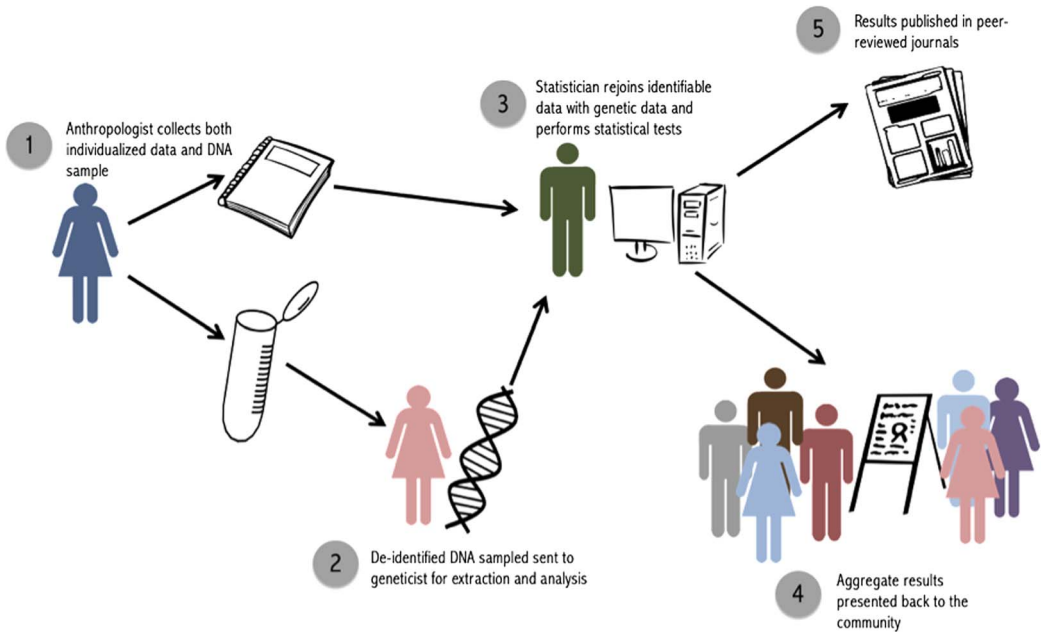 1
Anthropologist collects both
individualized data and DNA
sample
2
De-identified DNA sampled sent to
geneticist for extraction and analysis
3
Statistician rejoins identifiable
data with genetic data and
performs statistical tests
4
Aggregate results
presented back to the
community
5
Results published in peer-
reviewed journals